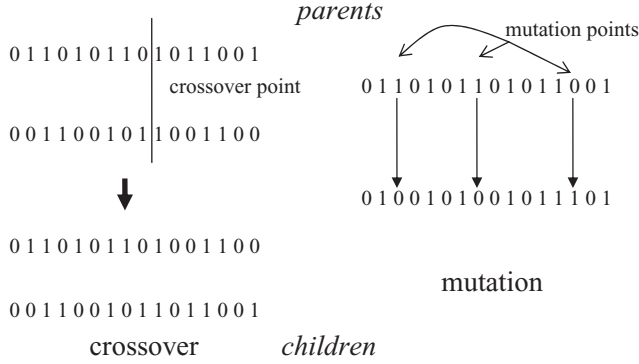 parents
0 1 1 0 1 0 1 1 0 1 0 1 1 0 0 1
crossover point
0 0 1 1 0 0 1 0 1 1 0 0 1 1 0 0
0 1 1 0 1 0 1 1 0 1 0 0 1 1 0 0
0 0 1 1 0 0 1 0 1 1 0 1 1 0 0 1
crossover
mutation points
0 1 1 0 1 0 1 1 0 1 0 1 1 0 0 1
0 1 0 0 1 0 1 0 0 1 0 1 1 1 0 1
mutation
children